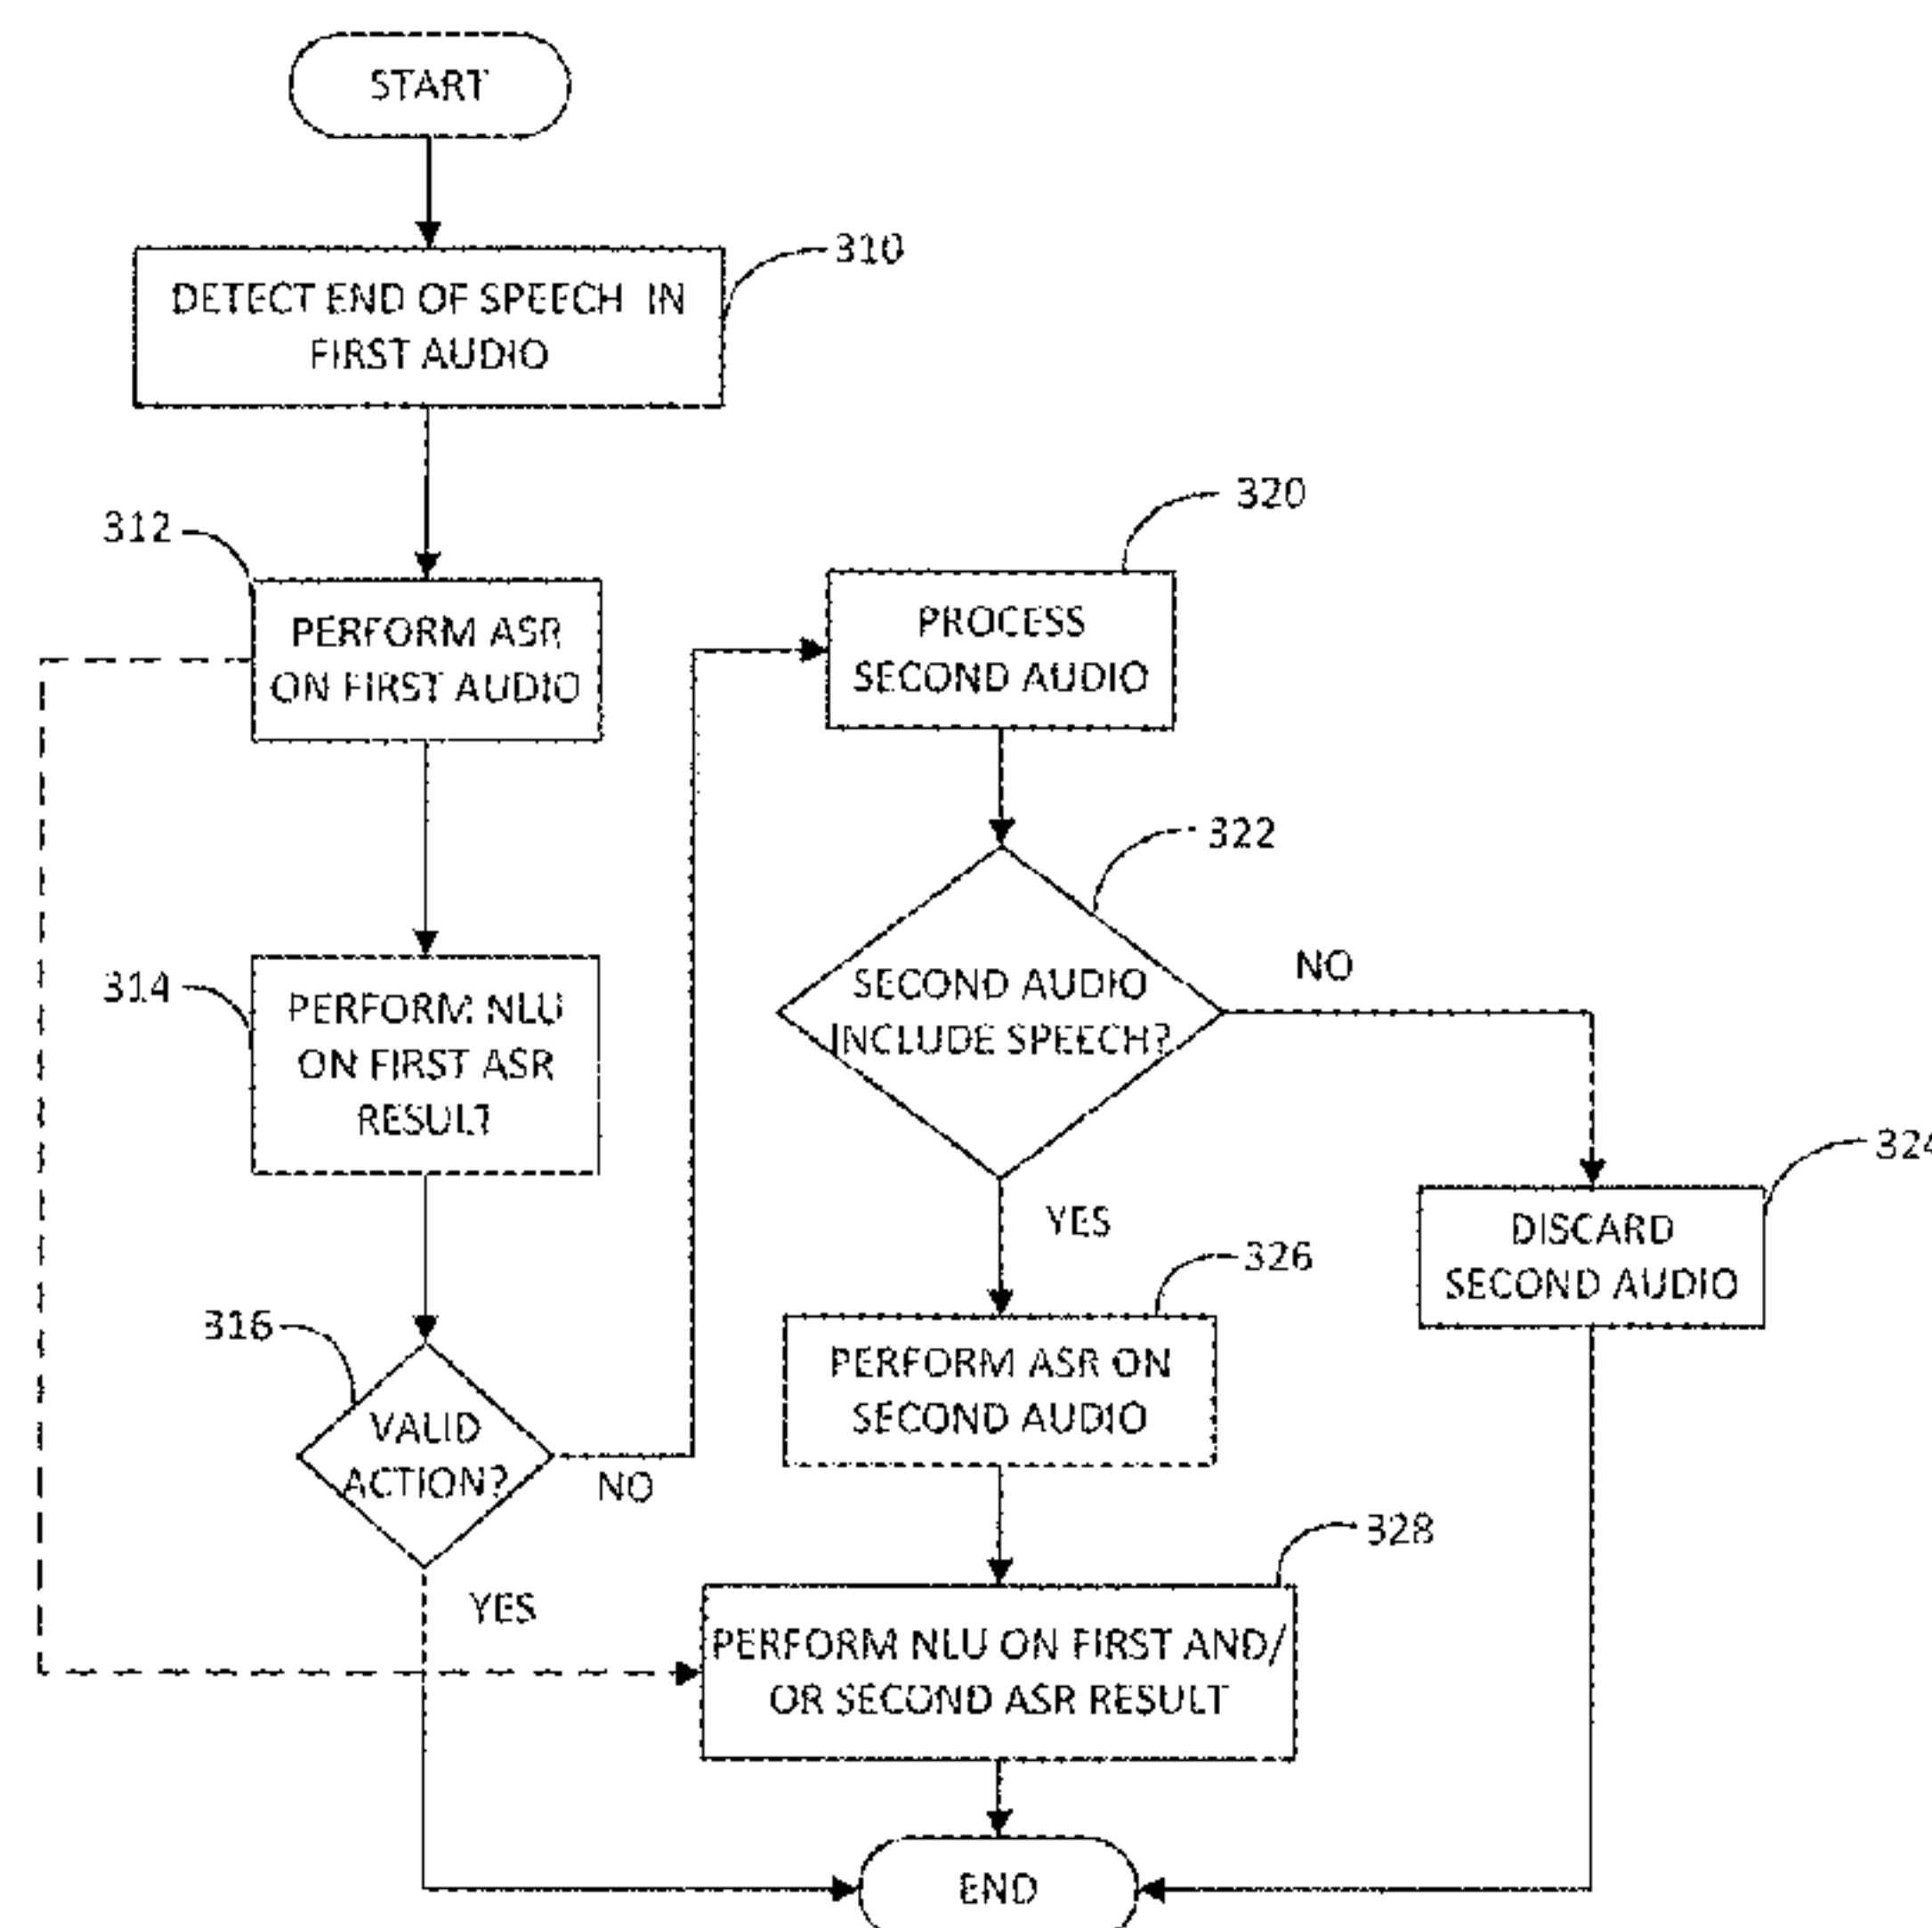 START
310
DETECT END OF SPEECH IN
FIRST AUDIO
312
PERFORM ASR
ON FIRST AUDIO
314
PERFORM NLU
ON FIRST ASR
RESULT
316
VALID
ACTION?
NO
YES
320
PROCESS
SECOND AUDIO
322
SECOND AUDIO
INCLUDE SPEECH?
NO
YES
324
DISCARD
SECOND AUDIO
326
PERFORM ASR ON
SECOND AUDIO
328
PERFORM NLU ON FIRST AND/
OR SECOND ASR RESULT
END